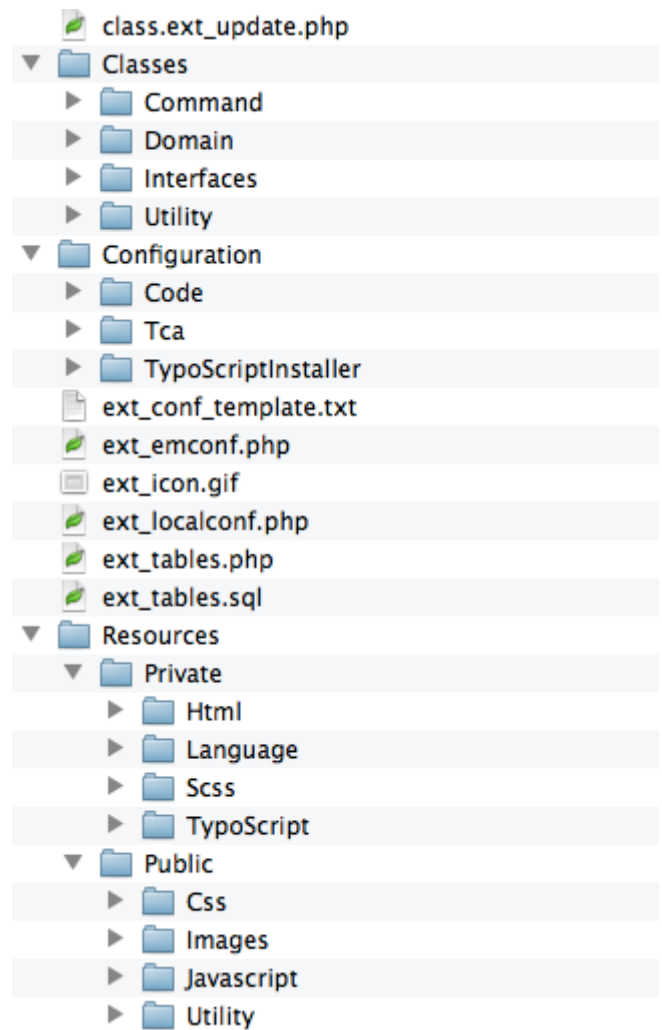 class.ext_update.php
Classes
Command
Domain
Interfaces
Utility
Configuration
Code
Tca
TypoScriptInstaller
ext_conf_template.txt
ext_emconf.php
ext_icon.gif
ext_localconf.php
ext_tables.php
ext_tables.sql
Resources
Private
Html
Language
Scss
TypoScript
Public
Css
Images
Javascript
Utility